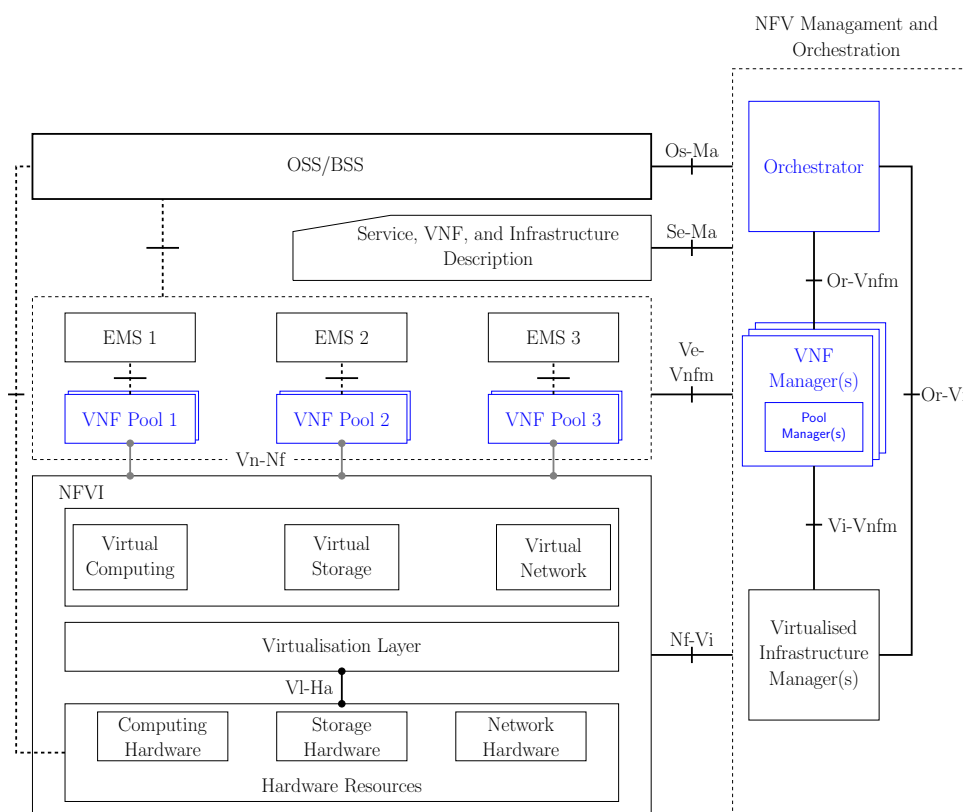 NFV Managament and
Orchestration
OSS/BSS
Os-Ma
Orchestrator
Service, VNF, and Infrastructure
Description
Se-Ma
Or-Vnfm
EMS 1
EMS 2
EMS 3
Ve-
Vnfm
VNF
Manager(s)
Pool
Manager(s)
Or-Vi
VNF Pool 1
VNF Pool 2
VNF Pool 3
Vn-Nf
NFVI
Virtual
Computing
Virtual
Storage
Virtual
Network
Vi-Vnfm
Virtualisation Layer
Nf-Vi
Virtualised
Infrastructure
Manager(s)
Vl-Ha
Computing
Hardware
Storage
Hardware
Network
Hardware
Hardware Resources